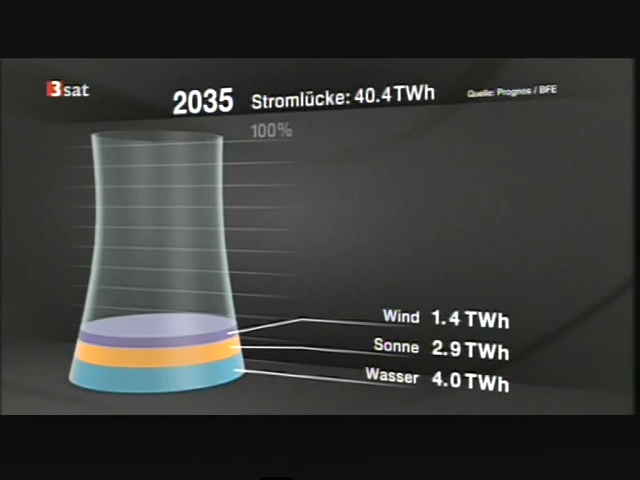 3sat
2035 Stromlücke: 40.4 TWh Quelle: Prognos / BFE
100%
Wind 1.4 TWh
Sonne 2.9 TWh
Wasser 4.0 TWh